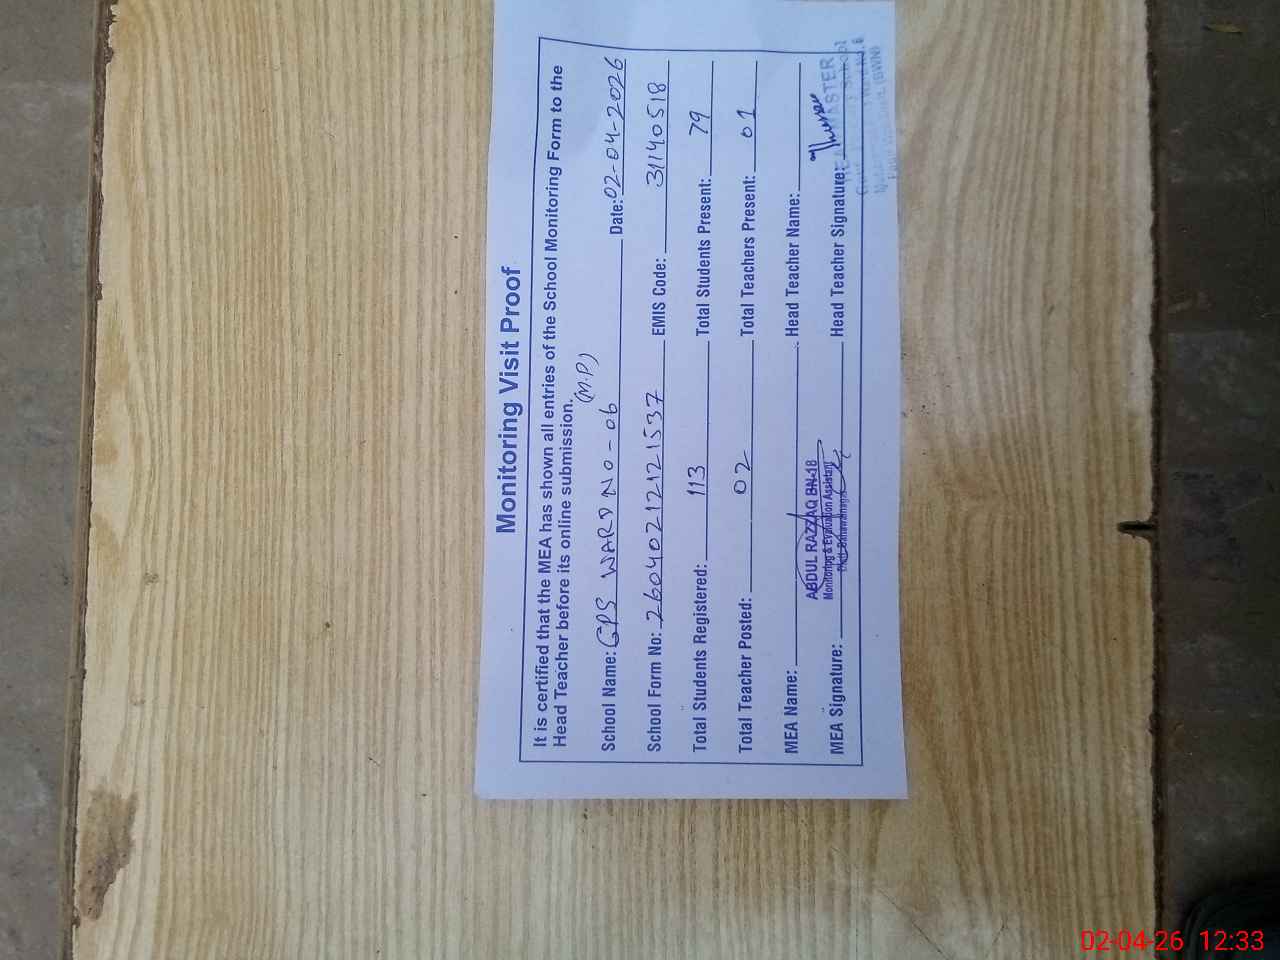 Monitoring Visit Proof
It is certified that the MEA has shown all entries of the School Monitoring Form to the
Head Teacher before its online submission.
(M.P)
School Name: GPS WARD No-06 Date: 02-04-2026
School Form No: 260402121121537 EMIS Code: 31140518
Total Students Registered: 113 Total Students Present: 79
Total Teacher Posted: 02 Total Teachers Present: 01
MEA Name: Head Teacher Name:
ABDUL RAZZAQ BN-18
Monitoring & Evaluation Assistant
MEA Signature: Head Teacher Signature:
HEADMASTER
02-04-26 12:33